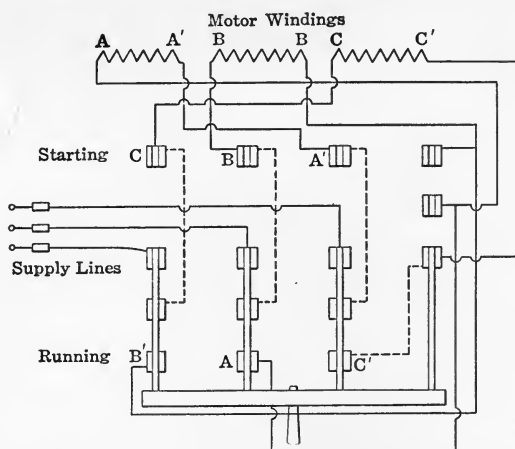 Motor Windings
A A' B B C C'
Starting C B A'
Supply Lines
Running B' A C'